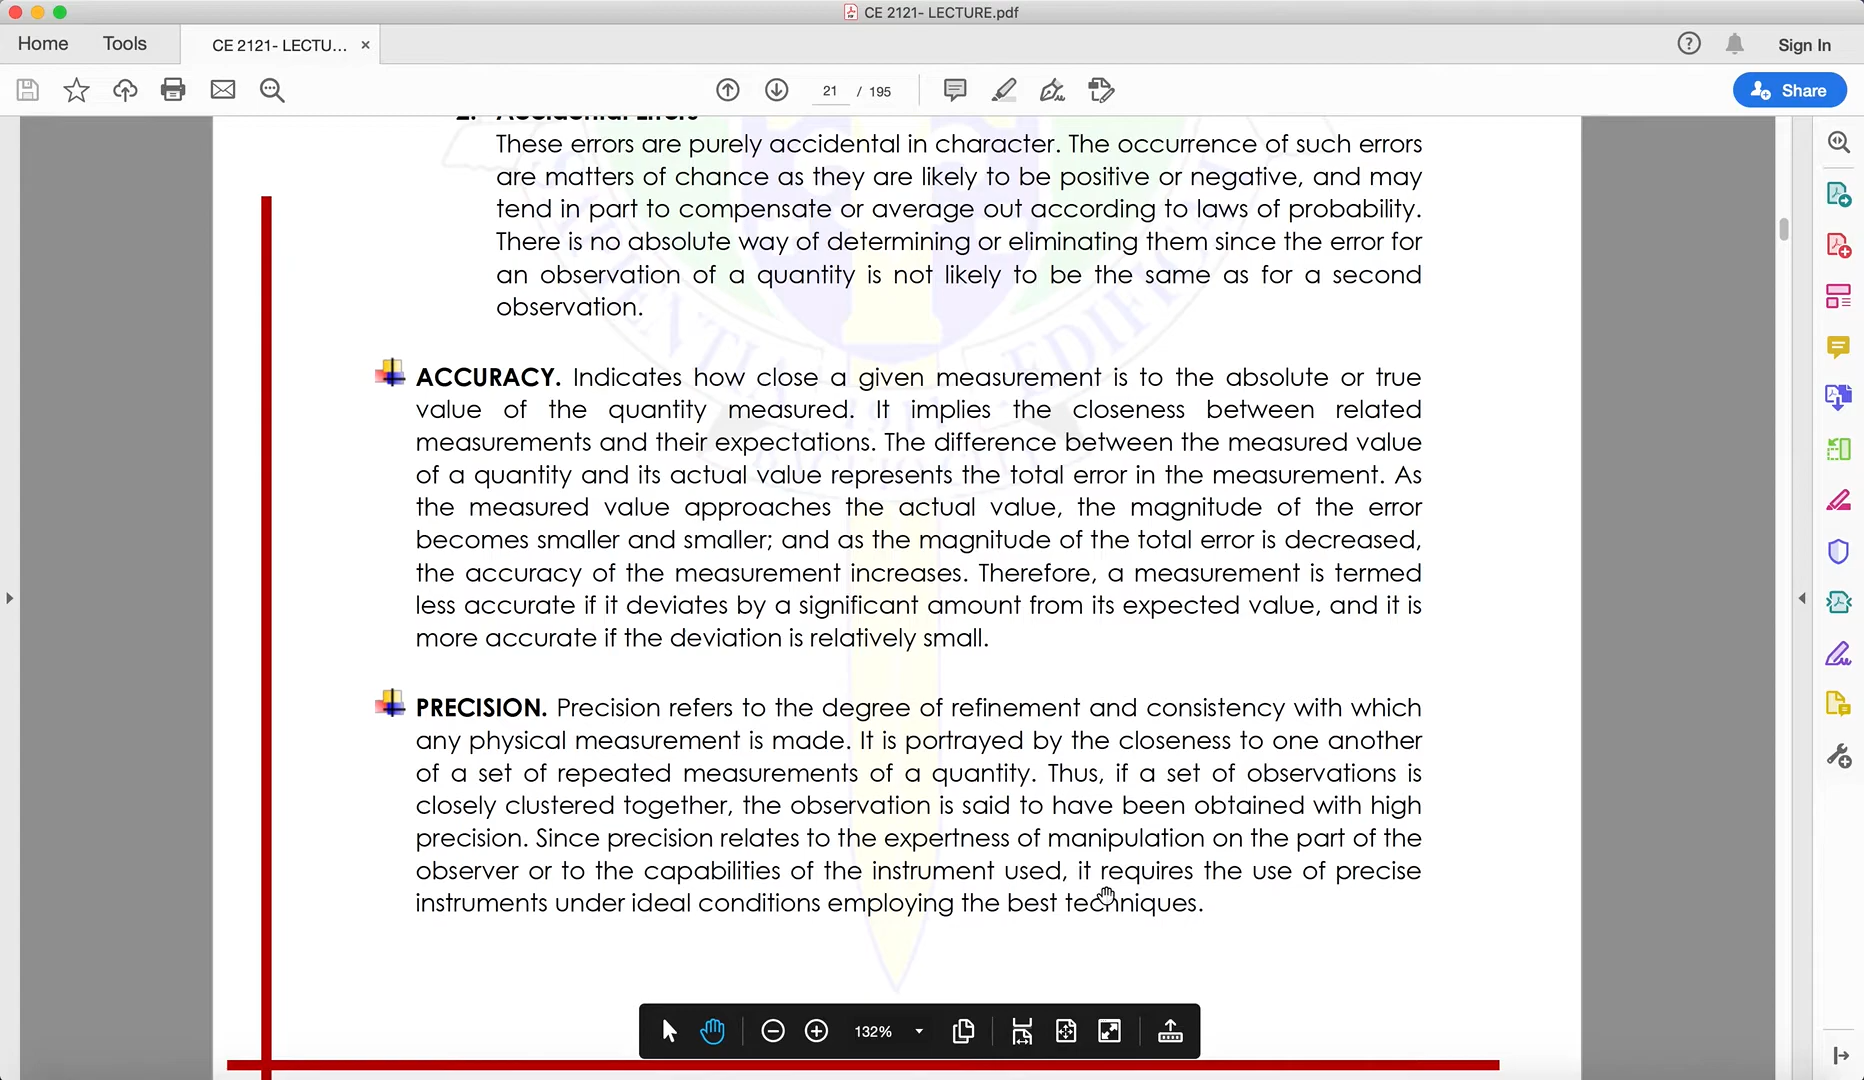 CE 2121- LECTURE.pdf
Home
Tools
CE 2121- LECTU... ×
Sign In
21 / 195
Share
2. Accidental Errors
These errors are purely accidental in character. The occurrence of such errors
are matters of chance as they are likely to be positive or negative, and may
tend in part to compensate or average out according to laws of probability.
There is no absolute way of determining or eliminating them since the error for
an observation of a quantity is not likely to be the same as for a second
observation.
ACCURACY. Indicates how close a given measurement is to the absolute or true
value of the quantity measured. It implies the closeness between related
measurements and their expectations. The difference between the measured value
of a quantity and its actual value represents the total error in the measurement. As
the measured value approaches the actual value, the magnitude of the error
becomes smaller and smaller; and as the magnitude of the total error is decreased,
the accuracy of the measurement increases. Therefore, a measurement is termed
less accurate if it deviates by a significant amount from its expected value, and it is
more accurate if the deviation is relatively small.
PRECISION. Precision refers to the degree of refinement and consistency with which
any physical measurement is made. It is portrayed by the closeness to one another
of a set of repeated measurements of a quantity. Thus, if a set of observations is
closely clustered together, the observation is said to have been obtained with high
precision. Since precision relates to the expertness of manipulation on the part of the
observer or to the capabilities of the instrument used, it requires the use of precise
instruments under ideal conditions employing the best techniques.
132%